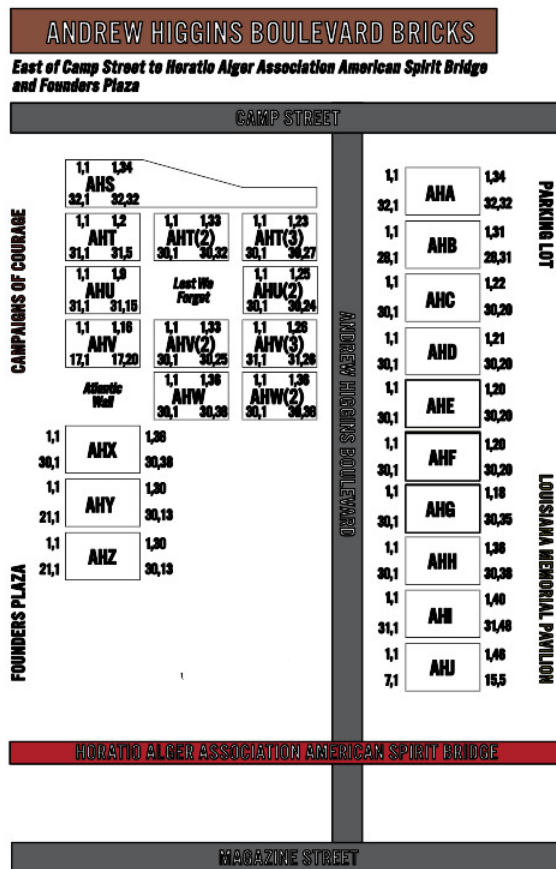 ANDREW HIGGINS BOULEVARD BRICKS
East of Camp Street to Horatio Alger Association American Spirit Bridge
and Founders Plaza
CAMP STREET
1,1 1,34
AHS
32,1 32,32
1,1 1,2
AHT
31,1 31,5
1,1 1,33
AHT(2)
30,1 30,32
1,1 1,23
AHT(3)
30,1 30,27
1,1 1,9
AHU
31,1 31,15
Lest We
Forget
1,1 1,25
AHU(2)
30,1 30,24
1,1 1,16
AHV
17,1 17,20
1,1 1,33
AHV(2)
30,1 30,25
1,1 1,26
AHV(3)
31,1 31,26
Atlantic
Wall
1,1 1,36
AHW
30,1 30,38
1,1 1,36
AHW(2)
30,1 30,38
1,1 1,36
AHX
30,1 30,38
1,1 1,30
AHY
21,1 30,13
1,1 1,30
AHZ
21,1 30,13
CAMPAIGNS OF COURAGE
FOUNDERS PLAZA
ANDREW HIGGINS BOULEVARD
1,1 1,34
AHA
32,1 32,32
1,1 1,31
AHB
28,1 28,31
1,1 1,22
AHC
30,1 30,20
1,1 1,21
AHD
30,1 30,20
1,1 1,20
AHE
30,1 30,20
1,1 1,20
AHF
30,1 30,20
1,1 1,18
AHG
30,1 30,35
1,1 1,36
AHH
30,1 30,38
1,1 1,40
AHI
31,1 31,48
1,1 1,46
AHJ
7,1 15,5
PARKING LOT
LOUISIANA MEMORIAL PAVILION
HORATIO ALGER ASSOCIATION AMERICAN SPIRIT BRIDGE
MAGAZINE STREET